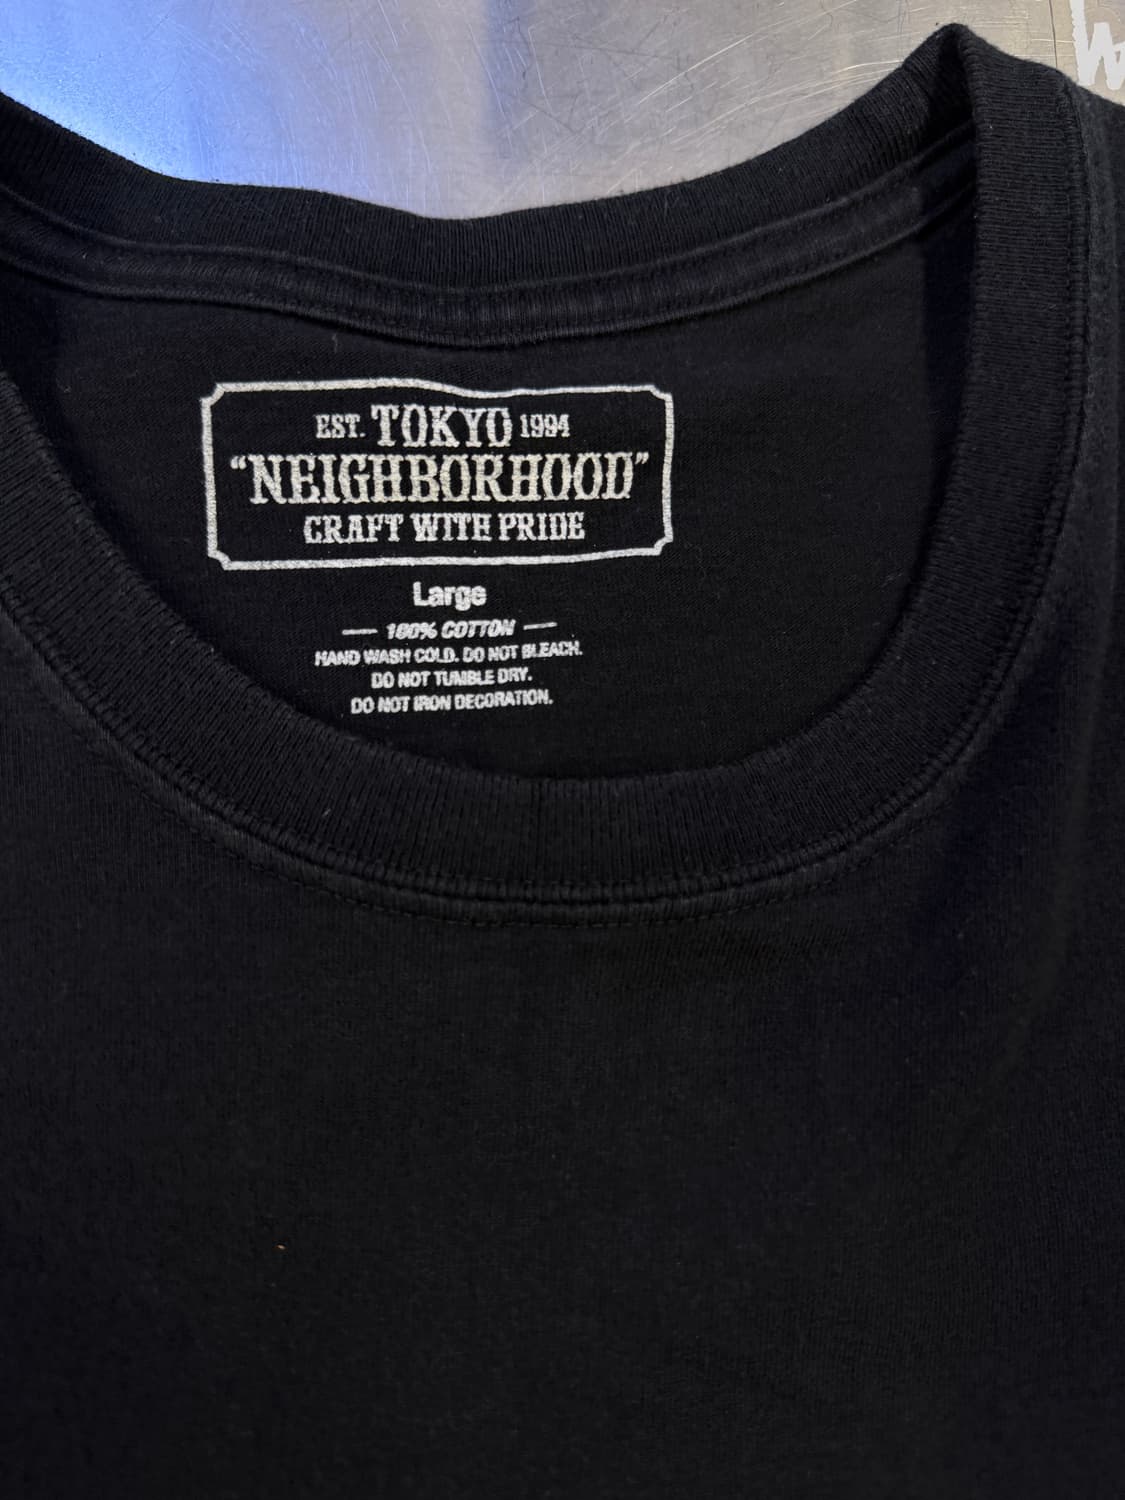 EST. TOKYO 1994
“NEIGHBORHOOD”
CRAFT WITH PRIDE
Large
— 100% COTTON —
HAND WASH COLD. DO NOT BLEACH.
DO NOT TUMBLE DRY.
DO NOT IRON DECORATION.